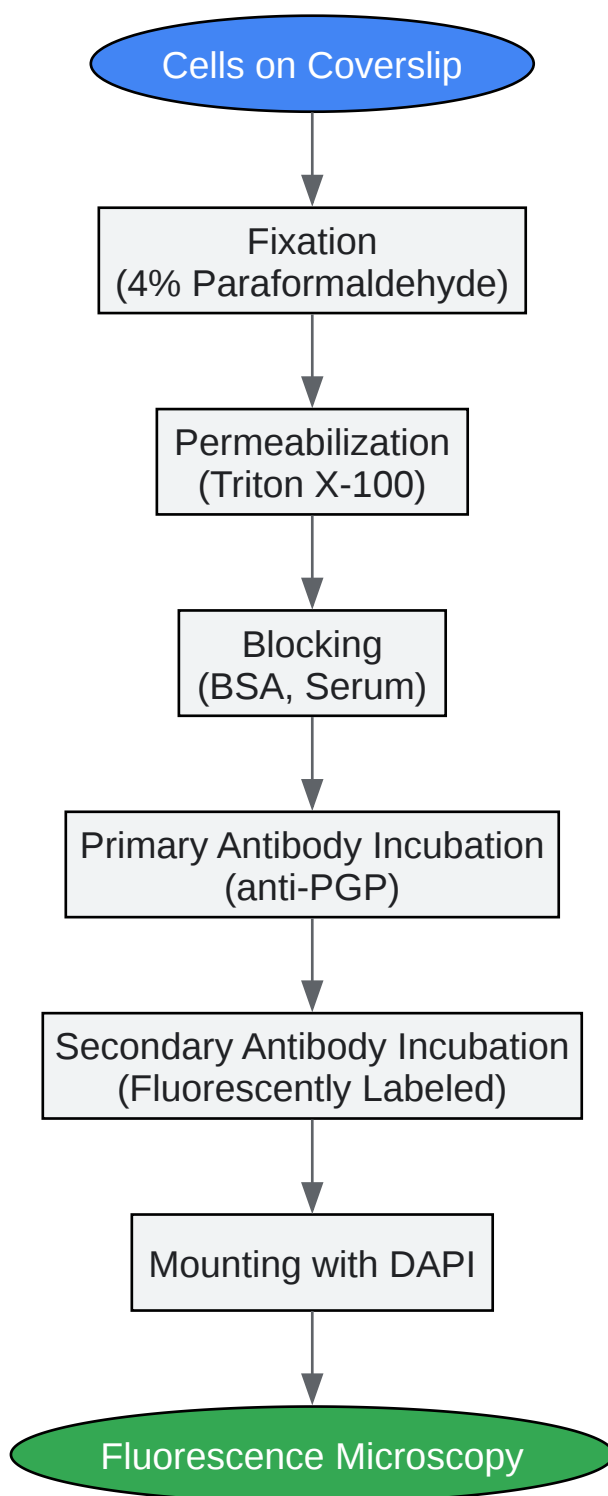 Cells on Coverslip
Fixation
(4% Paraformaldehyde)
Permeabilization
(Triton X-100)
Blocking
(BSA, Serum)
Primary Antibody Incubation
(anti-PGP)
Secondary Antibody Incubation
(Fluorescently Labeled)
Mounting with DAPI
Fluorescence Microscopy